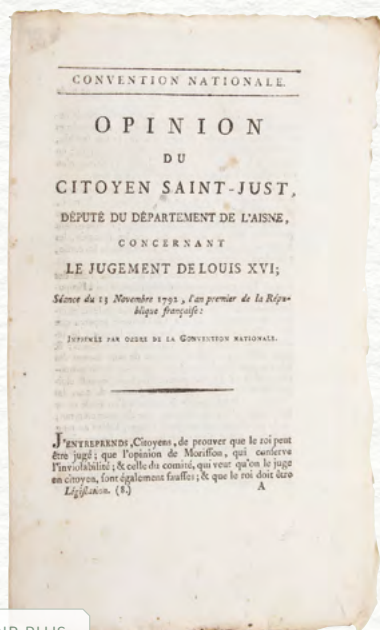 CONVENTION NATIONALE.
OPINION
DU
CITOYEN SAINT-JUST,
DÉPUTÉ DU DÉPARTEMENT DE L'AISNE,
CONCERNANT
LE JUGEMENT DE LOUIS XVI;
Séance du 13 Novembre 1792, l'an premier de la Répu-
blique françaiſe:
IMPRIMÉE PAR ORDRE DE LA CONVENTION NATIONALE.
J'ENTREPRENDS, Citoyens, de prouver que le roi peut
être jugé; que l'opinion de Moriſſon, qui conſerve
l'inviolabilité; & celle du comité, qui veut qu'on le juge
en citoyen, ſont également fauſſes; & que le roi doit être
Légiſlation. (8.) A
PLUS